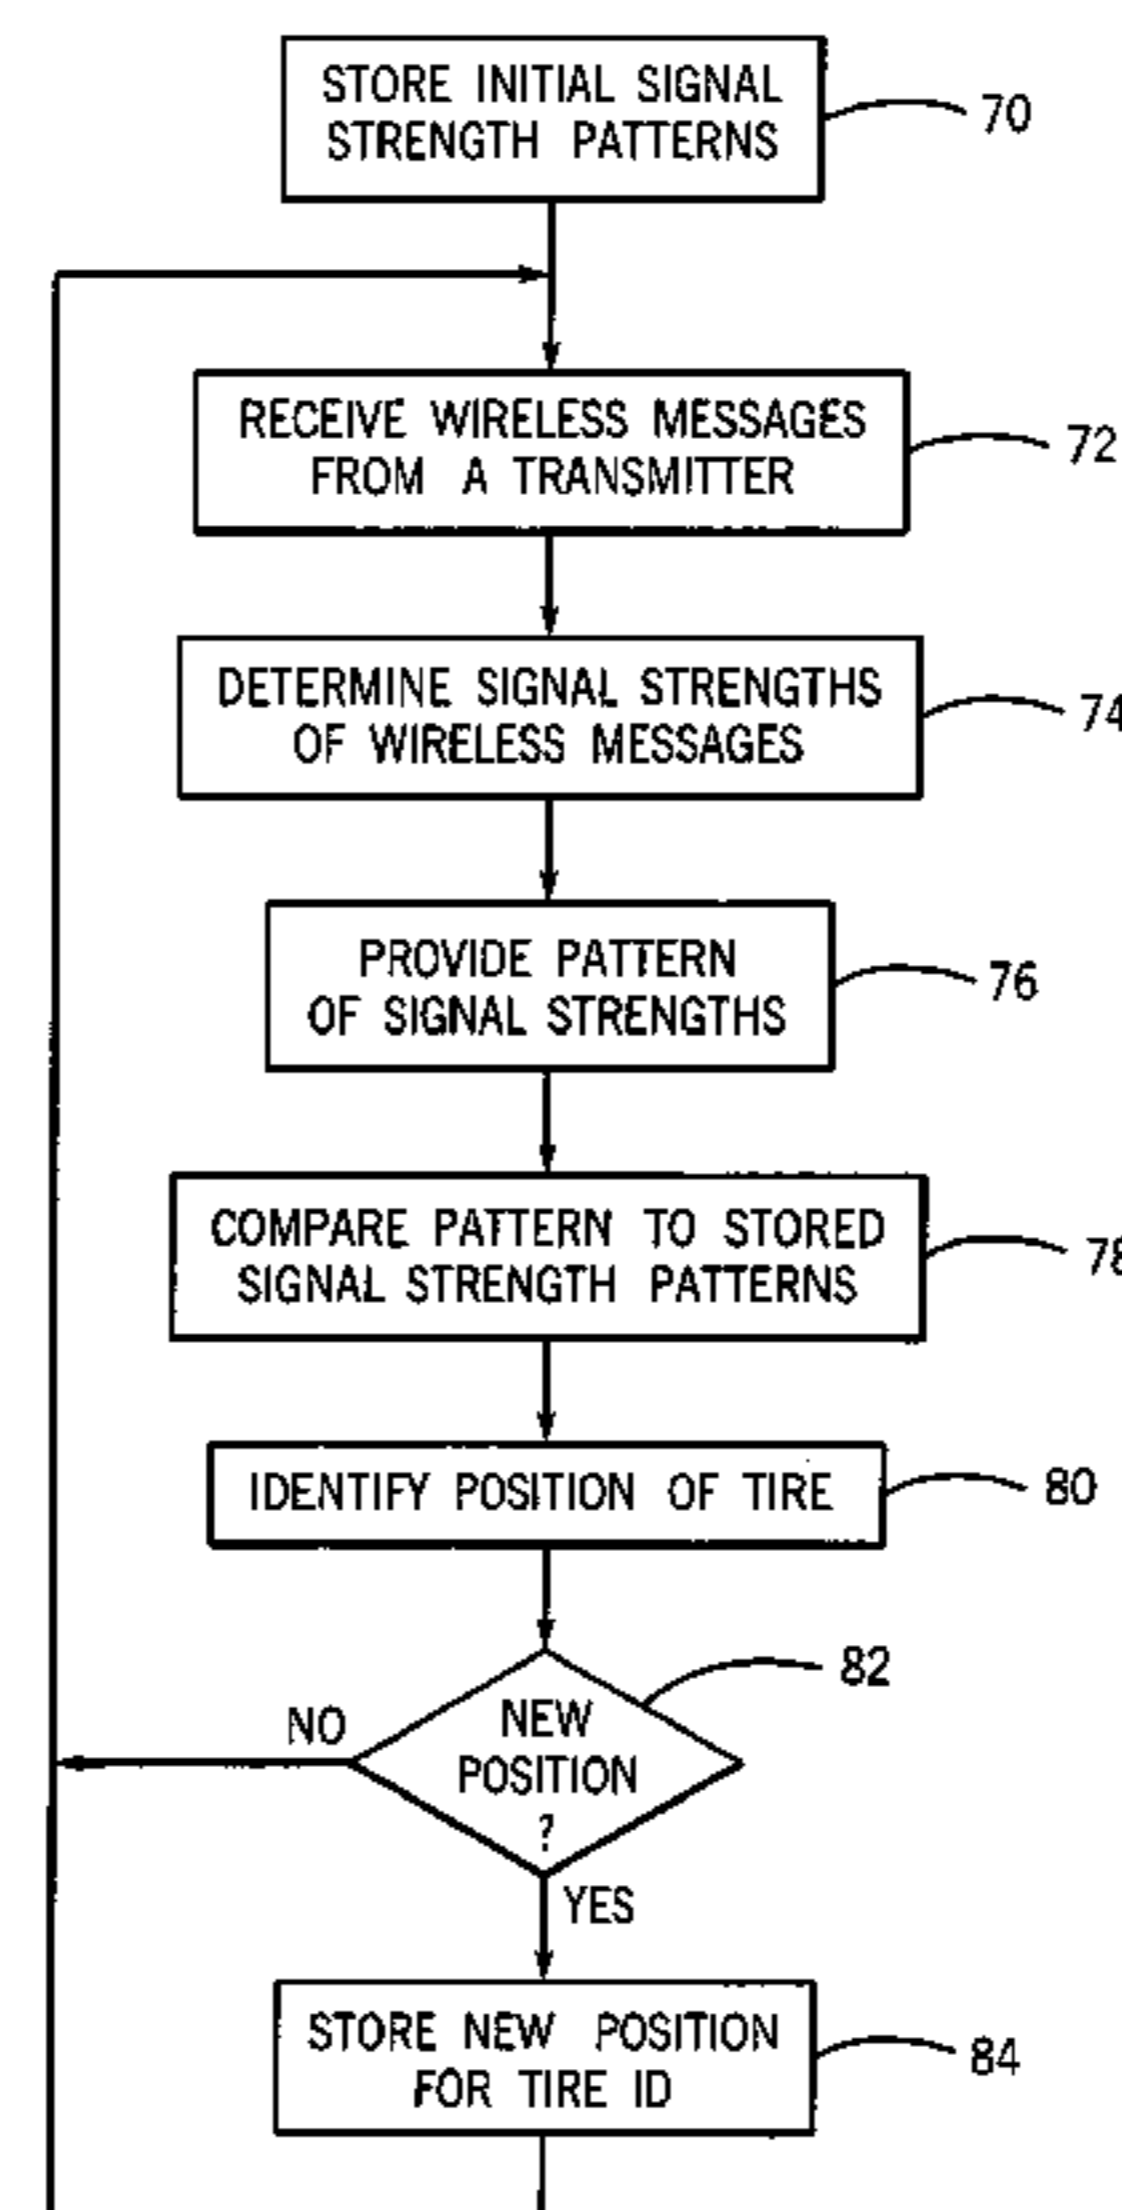 STORE INITIAL SIGNAL
STRENGTH PATTERNS
70
RECEIVE WIRELESS MESSAGES
FROM A TRANSMITTER
72
DETERMINE SIGNAL STRENGTHS
OF WIRELESS MESSAGES
74
PROVIDE PATTERN
OF SIGNAL STRENGTHS
76
COMPARE PATTERN TO STORED
SIGNAL STRENGTH PATTERNS
78
IDENTIFY POSITION OF TIRE
80
82
NEW
POSITION
?
NO
YES
STORE NEW POSITION
FOR TIRE ID
84